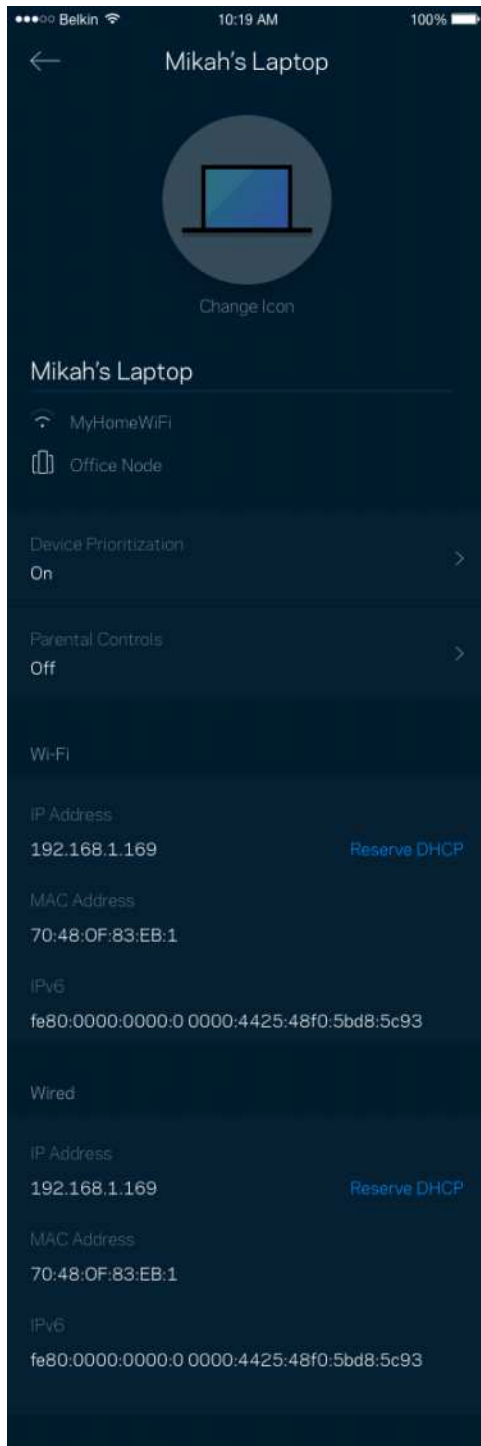 Belkin 10:19 AM 100%
Mikah's Laptop
Change Icon
Mikah's Laptop
MyHomeWiFi
Office Node
Device Prioritization
On
Parental Controls
Off
Wi-Fi
IP Address
192.168.1.169 Reserve DHCP
MAC Address
70:48:0F:83:EB:1
IPv6
fe80:0000:0000:0 0000:4425:48f0:5bd8:5c93
Wired
IP Address
192.168.1.169 Reserve DHCP
MAC Address
70:48:0F:83:EB:1
IPv6
fe80:0000:0000:0 0000:4425:48f0:5bd8:5c93